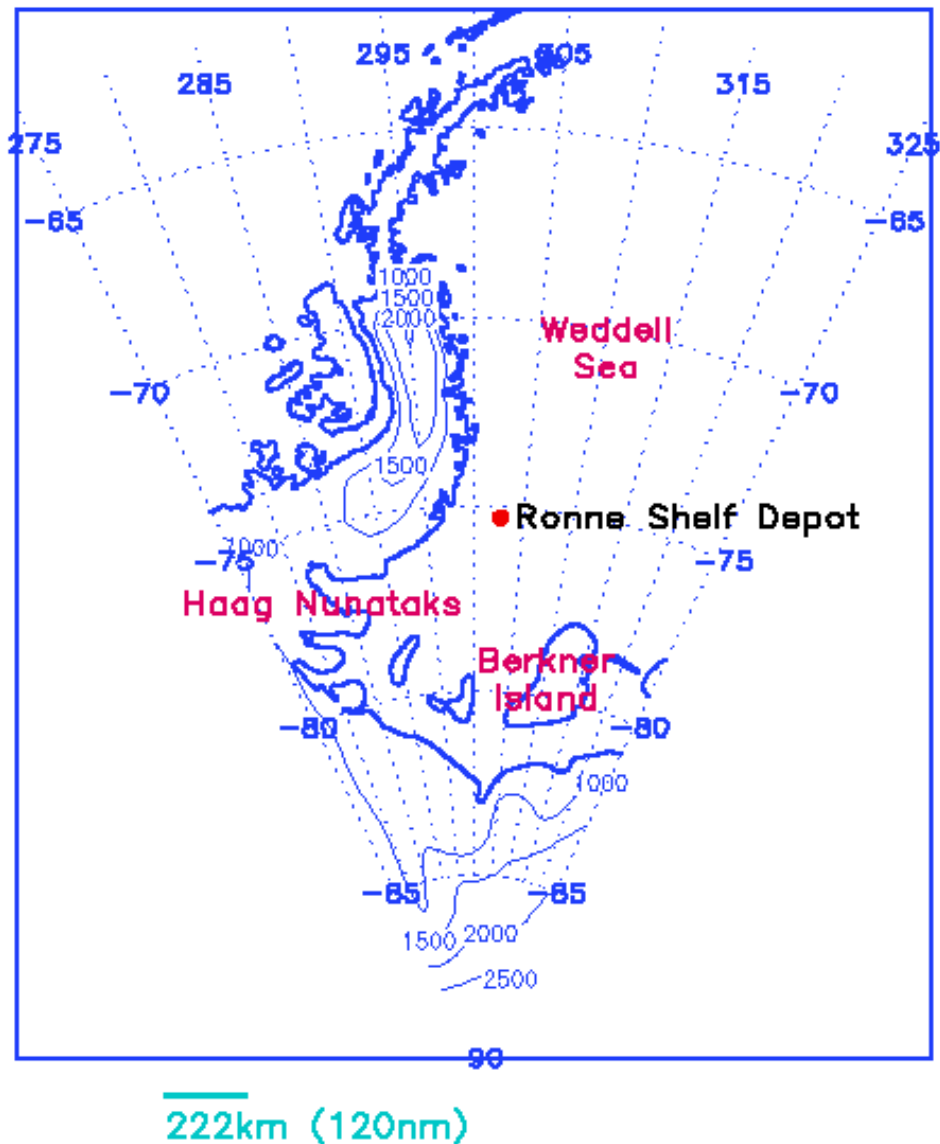 295 305
285 315
275 325
-65 -65
1000
1500
2000
Weddell
Sea
-70 -70
1500
Ronne Shelf Depot
1000
-75 -75
Haag Nunataks
Berkner
Island
-80 -80
1000
-85 -85
1500 2000
2500
90
222km (120nm)